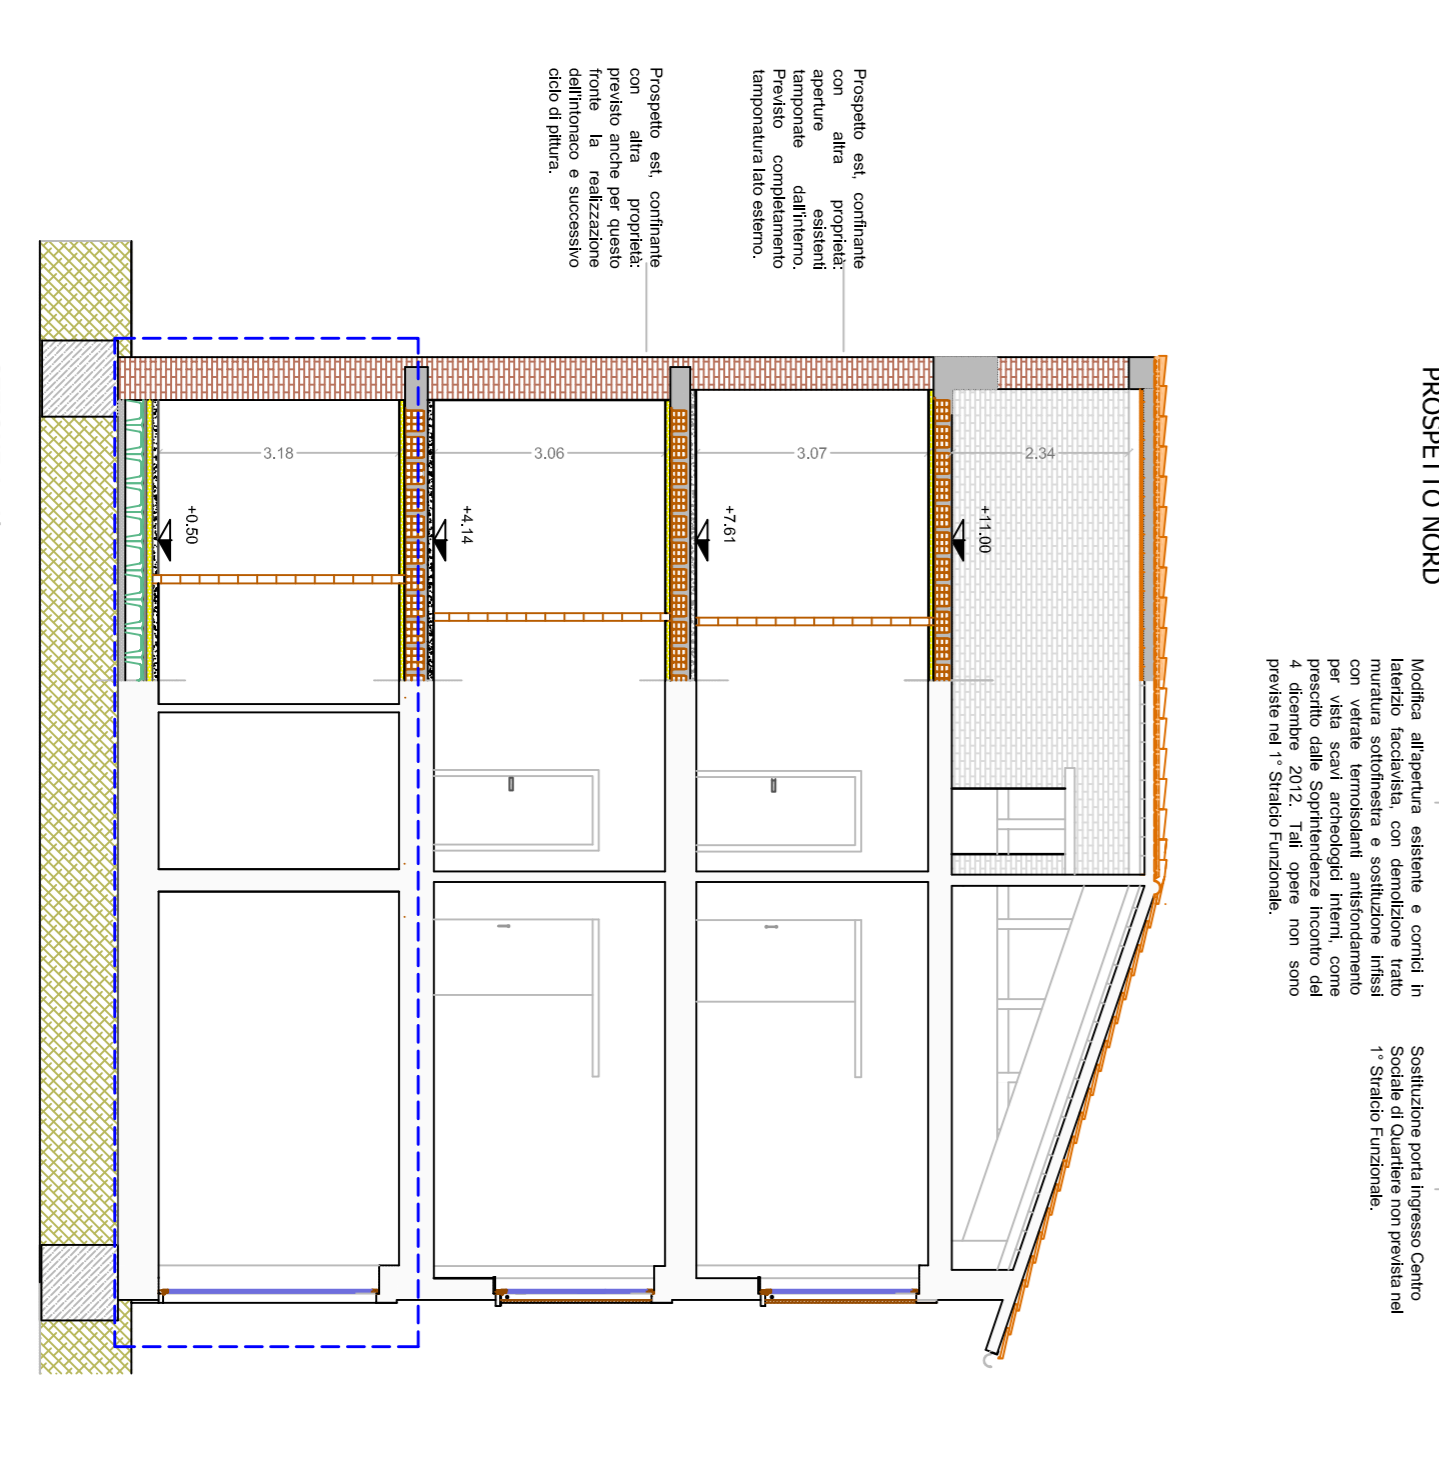 PROSPETTO NORD
Modifica all'apertura esistente e cornici in
laterizio facciavista, con demolizione tratto
muratura sottofinestra e sostituzione infissi
con vetrate termoisolanti antisfondamento
per vista scavi archeologici interni, come
prescritto dalle Soprintendenze incontro del
4 dicembre 2012. Tali opere non sono
previste nel 1° Stralcio Funzionale.
Sostituzione porta ingresso Centro
Sociale di Quartiere non prevista nel
1° Stralcio Funzionale.
Prospetto est, confinante
con altra proprietà:
aperture esistenti
tamponate dall'interno.
Previsto completamento
tamponatura lato esterno.
Prospetto est, confinante
con altra proprietà:
previsto anche per questo
fronte la realizzazione
dell'intonaco e successivo
ciclo di pittura.
2.34
+11.00
3.07
+7.61
3.06
+4.14
3.18
+0.50